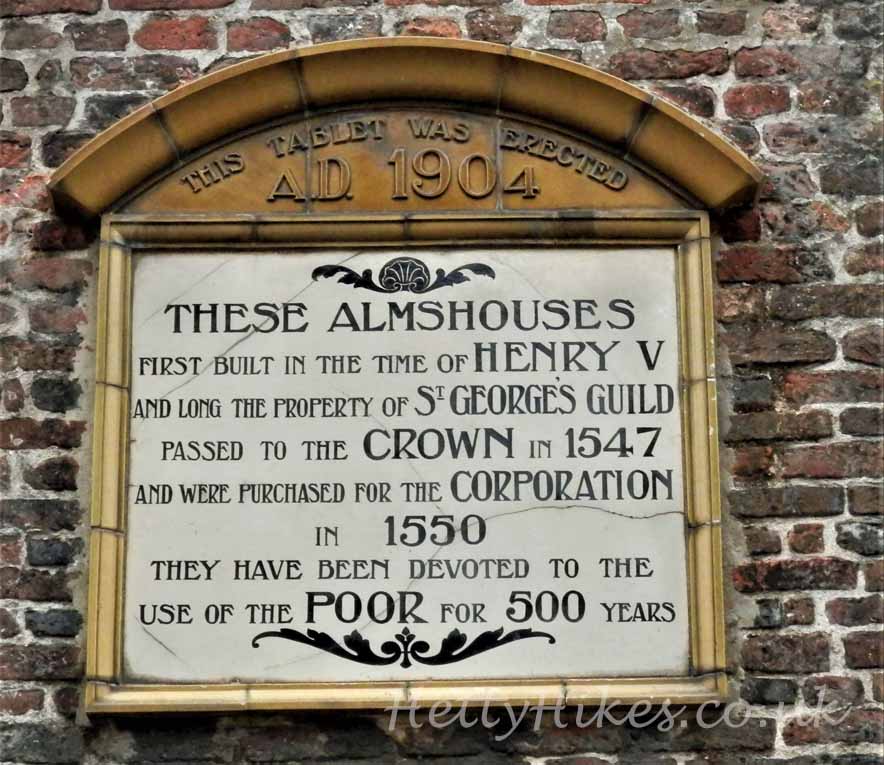 THIS TABLET WAS ERECTED
A.D. 1904
THESE ALMSHOUSES
FIRST BUILT IN THE TIME OF HENRY V
AND LONG THE PROPERTY OF ST GEORGE'S GUILD
PASSED TO THE CROWN IN 1547
AND WERE PURCHASED FOR THE CORPORATION
IN 1550
THEY HAVE BEEN DEVOTED TO THE
USE OF THE POOR FOR 500 YEARS
HettyHikes.co.uk